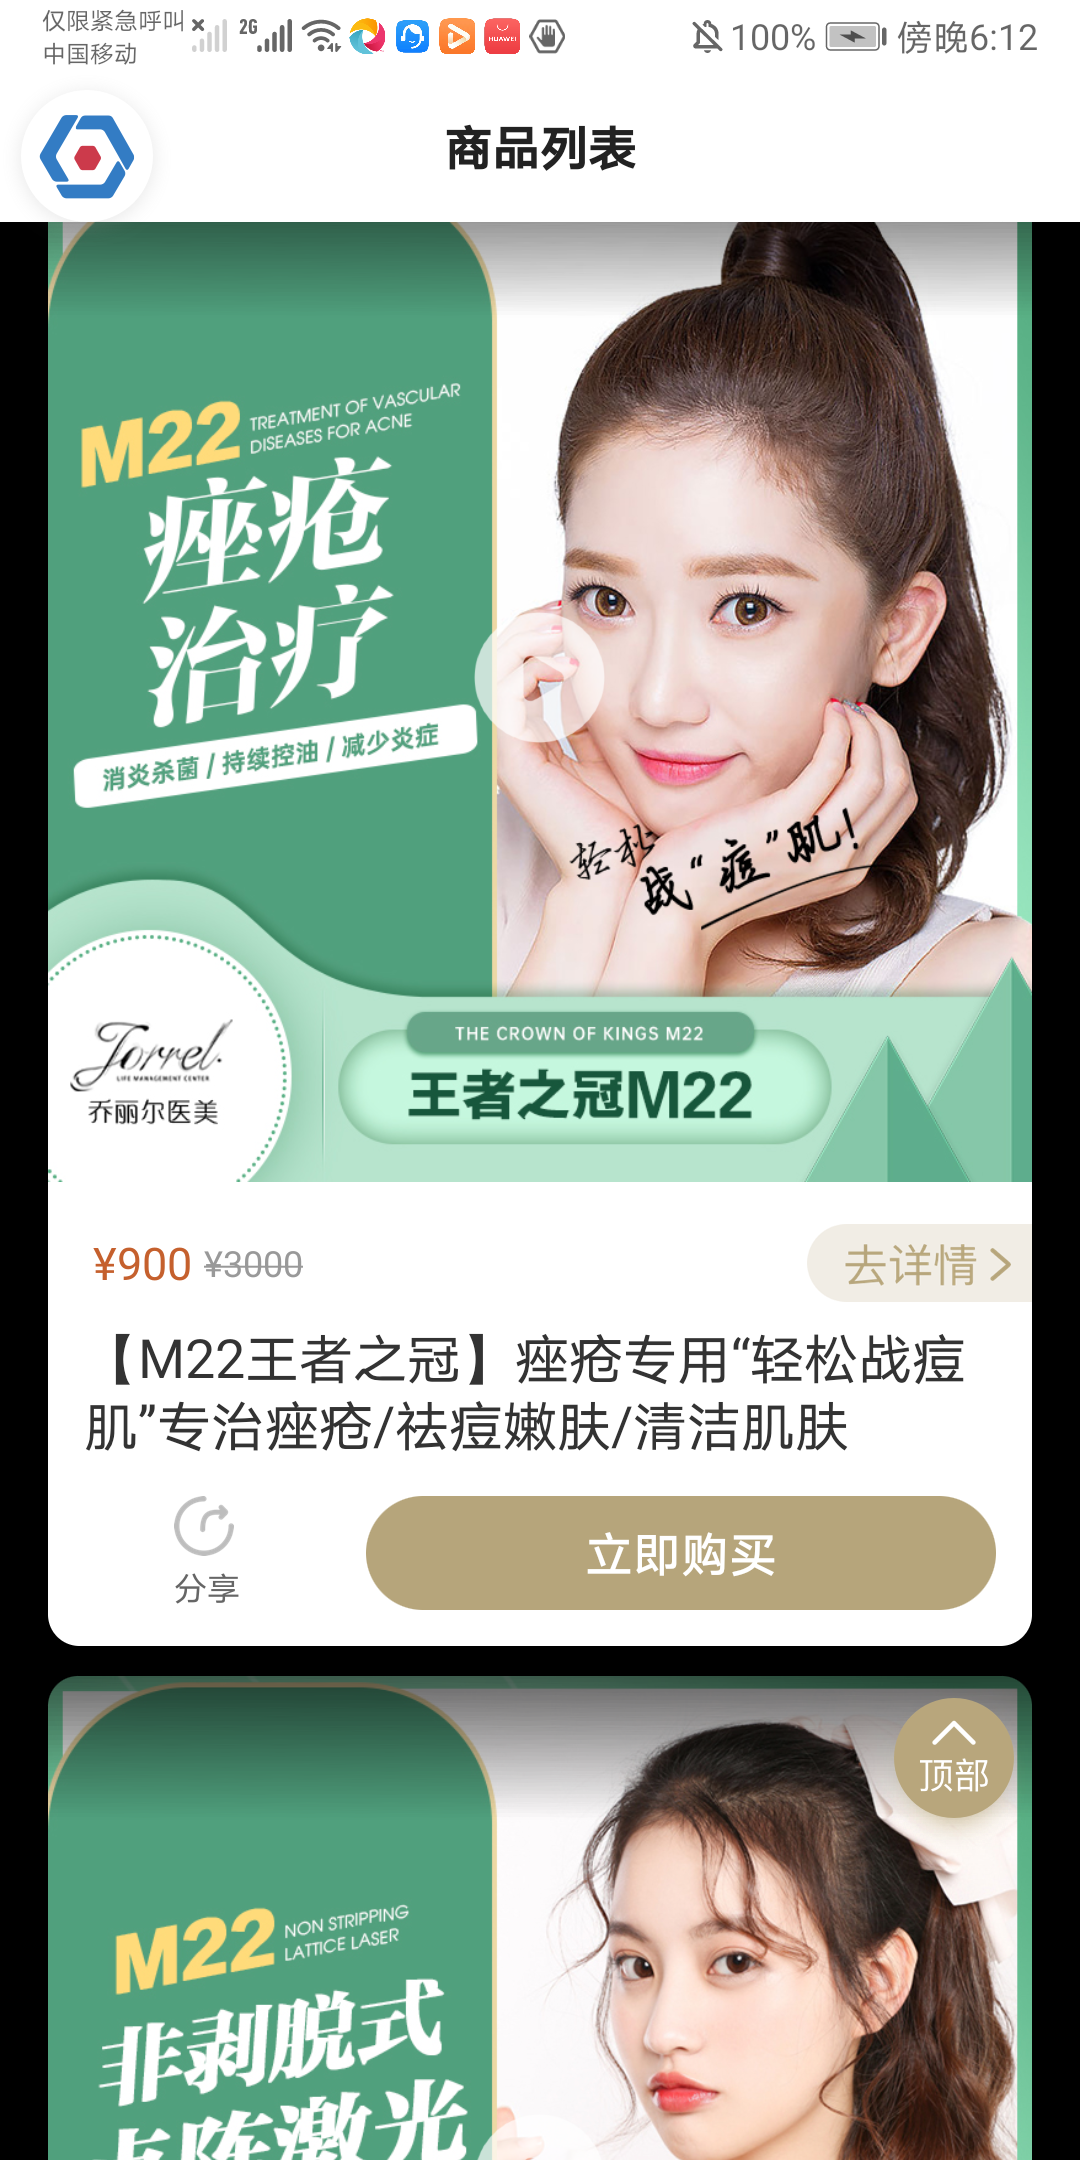 仅限紧急呼叫
中国移动
2G
HUAWEI
100%
傍晚6:12
商品列表
M22 TREATMENT OF VASCULAR
DISEASES FOR ACNE
痤疮
治疗
消炎杀菌 / 持续控油 / 减少炎症
轻松
战“痘”肌！
Jorrel.
LIFE MANAGEMENT CENTER
乔丽尔医美
THE CROWN OF KINGS M22
王者之冠M22
¥900 ¥3000
去详情
【M22王者之冠】痤疮专用“轻松战痘
肌”专治痤疮/祛痘嫩肤/清洁肌肤
分享
立即购买
顶部
M22 NON STRIPPING
LATTICE LASER
非剥脱式
点阵激光